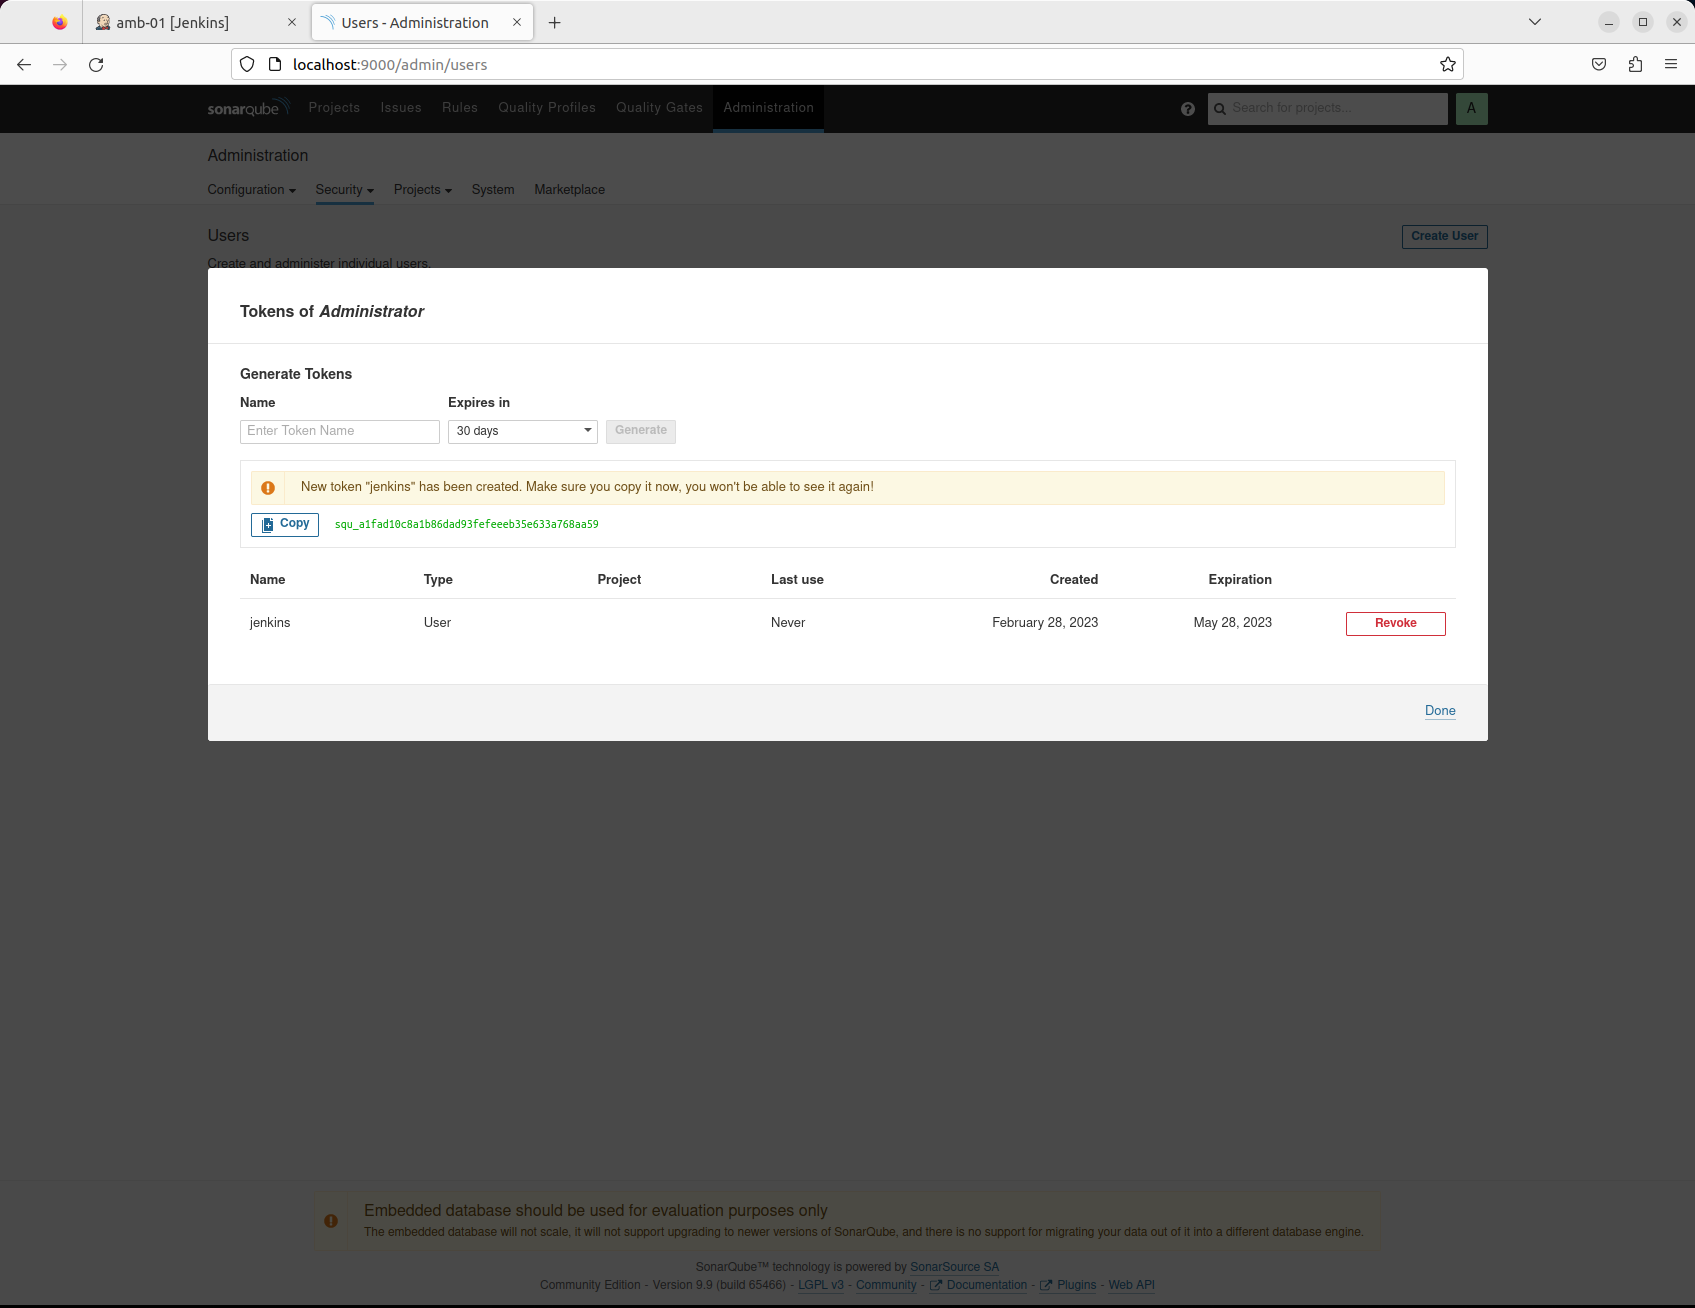 amb-01 [Jenkins]
Users - Administration
localhost:9000/admin/users
sonarqube Projects Issues Rules Quality Profiles Quality Gates Administration Search for projects... A
Administration
Configuration Security Projects System Marketplace
Users
Create User
Create and administer individual users.
Tokens of Administrator
Generate Tokens
Name Expires in
Enter Token Name 30 days Generate
New token "jenkins" has been created. Make sure you copy it now, you won't be able to see it again!
Copy squ_a1fad10c8a1b86dad93fefeeeb35e633a768aa59
Name Type Project Last use Created Expiration
jenkins User Never February 28, 2023 May 28, 2023 Revoke
Done
Embedded database should be used for evaluation purposes only
The embedded database will not scale, it will not support upgrading to newer versions of SonarQube, and there is no support for migrating your data out of it into a different database engine.
SonarQube™ technology is powered by SonarSource SA
Community Edition - Version 9.9 (build 65466) - LGPL v3 - Community - Documentation - Plugins - Web API